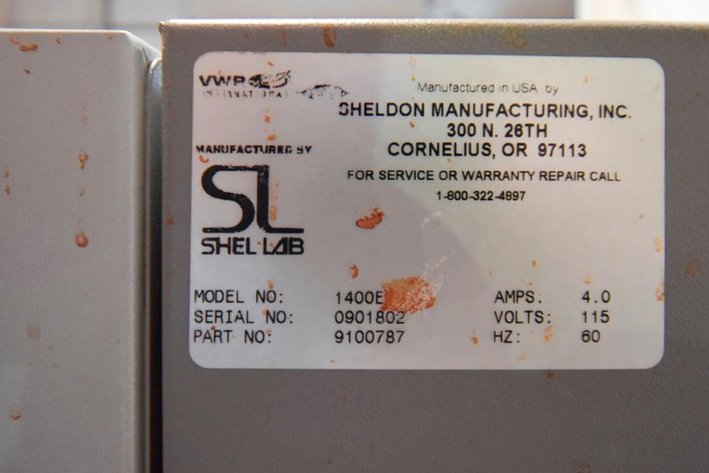 VWR
INTERNATIONAL
Manufactured in USA by
SHELDON MANUFACTURING, INC.
300 N. 26TH
CORNELIUS, OR 97113
FOR SERVICE OR WARRANTY REPAIR CALL
1-800-322-4897
MANUFACTURED BY
SL
SHEL LAB
MODEL NO: 1400E AMPS. 4.0
SERIAL NO: 0901802 VOLTS: 115
PART NO: 9100787 HZ: 60